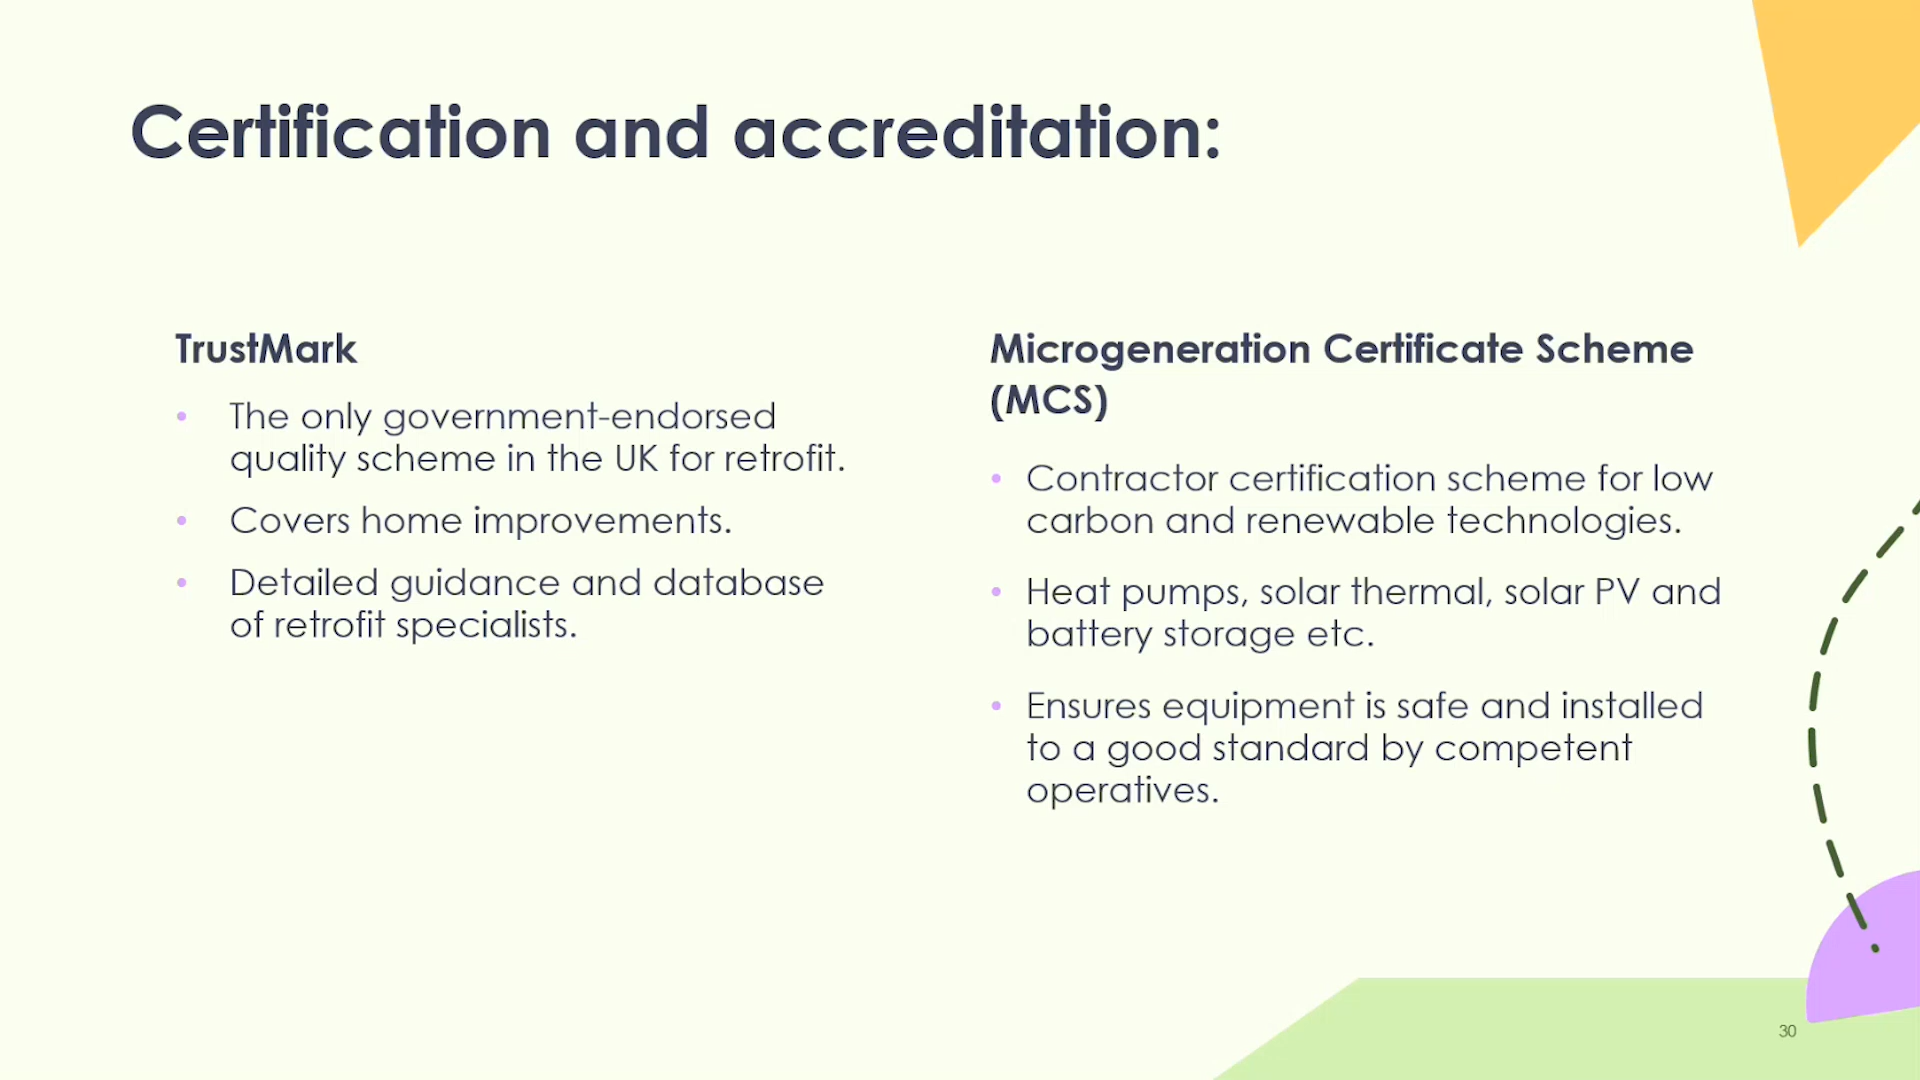 Certification and accreditation:
TrustMark
• The only government-endorsed
quality scheme in the UK for retrofit.
• Covers home improvements.
• Detailed guidance and database
of retrofit specialists.
Microgeneration Certificate Scheme
(MCS)
• Contractor certification scheme for low
carbon and renewable technologies.
• Heat pumps, solar thermal, solar PV and
battery storage etc.
• Ensures equipment is safe and installed
to a good standard by competent
operatives.
30